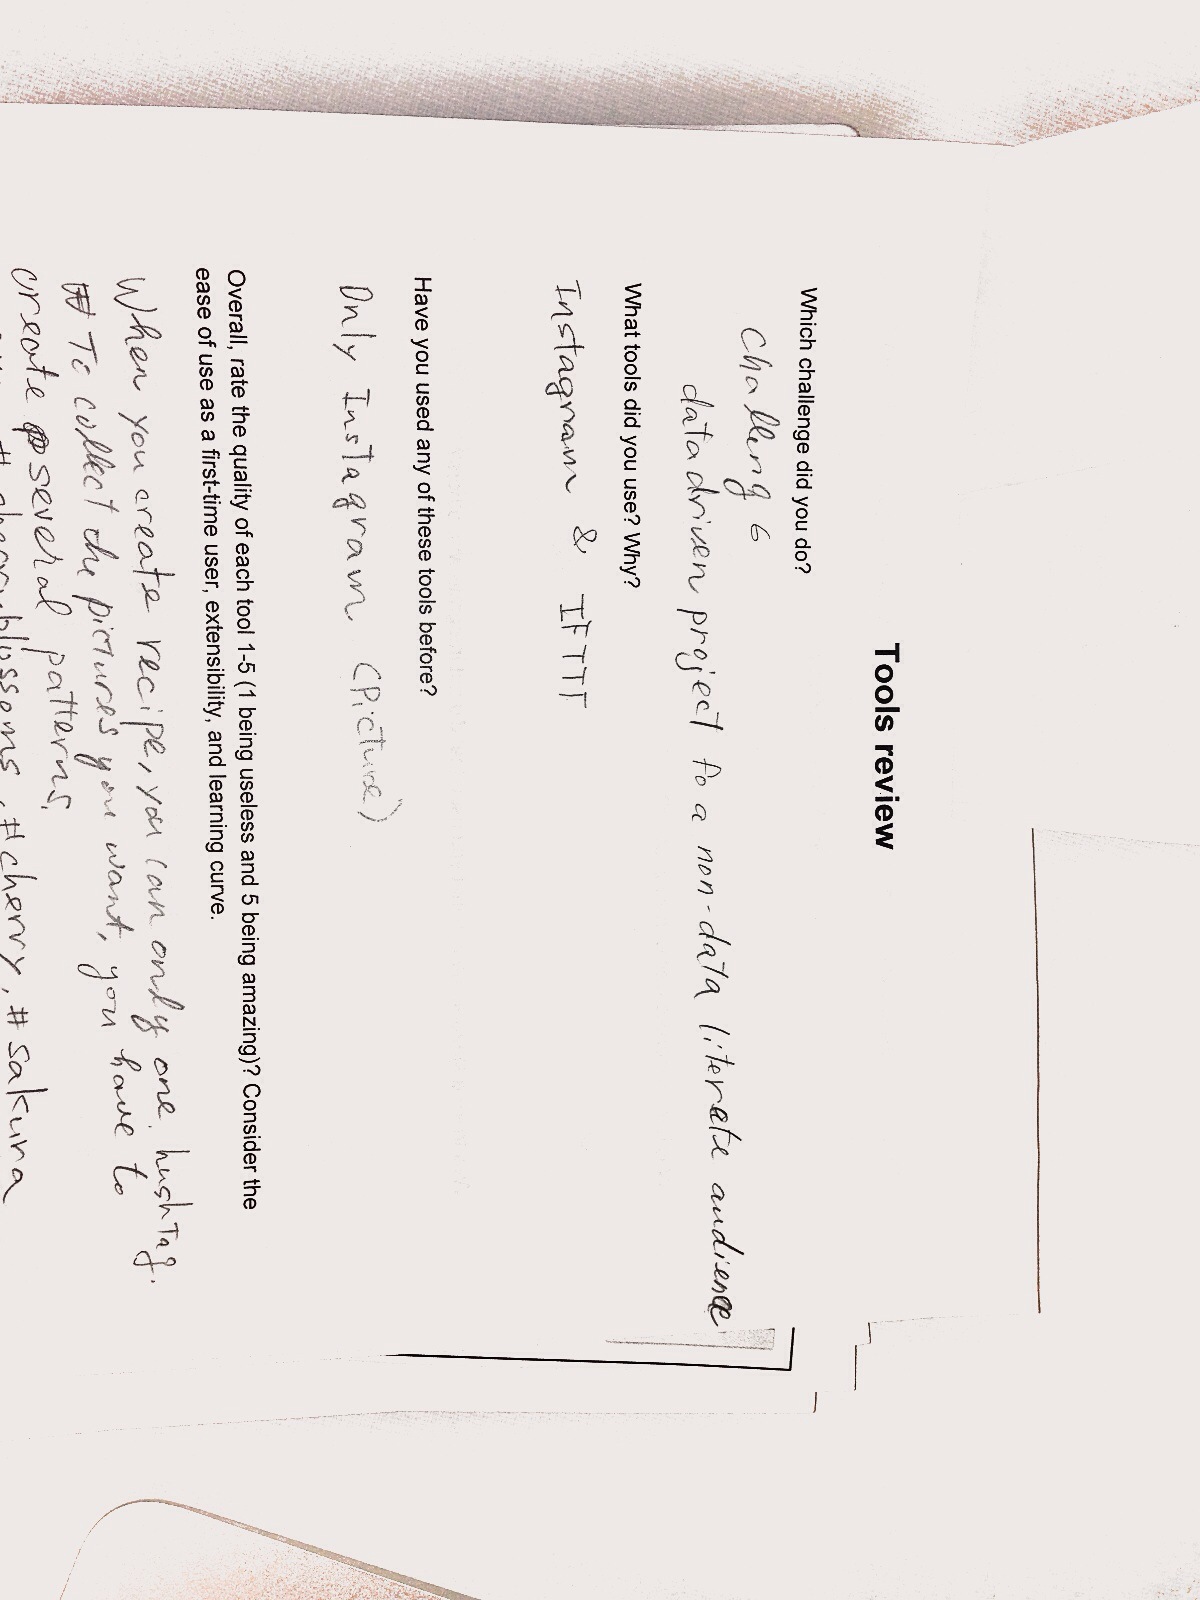 Tools review
Which challenge did you do?
Challeng 6
data driven project to a non-data literate audience
What tools did you use? Why?
Instagram & IFTTT
Have you used any of these tools before?
Only Instagram (Picture)
Overall, rate the quality of each tool 1-5 (1 being useless and 5 being amazing)? Consider the
ease of use as a first-time user, extensibility, and learning curve.
When you create recipe, you can only one hushtag.
To collect the pictures you want, you have to
create several patterns.
#cherryblossoms, #cherry, #sakura